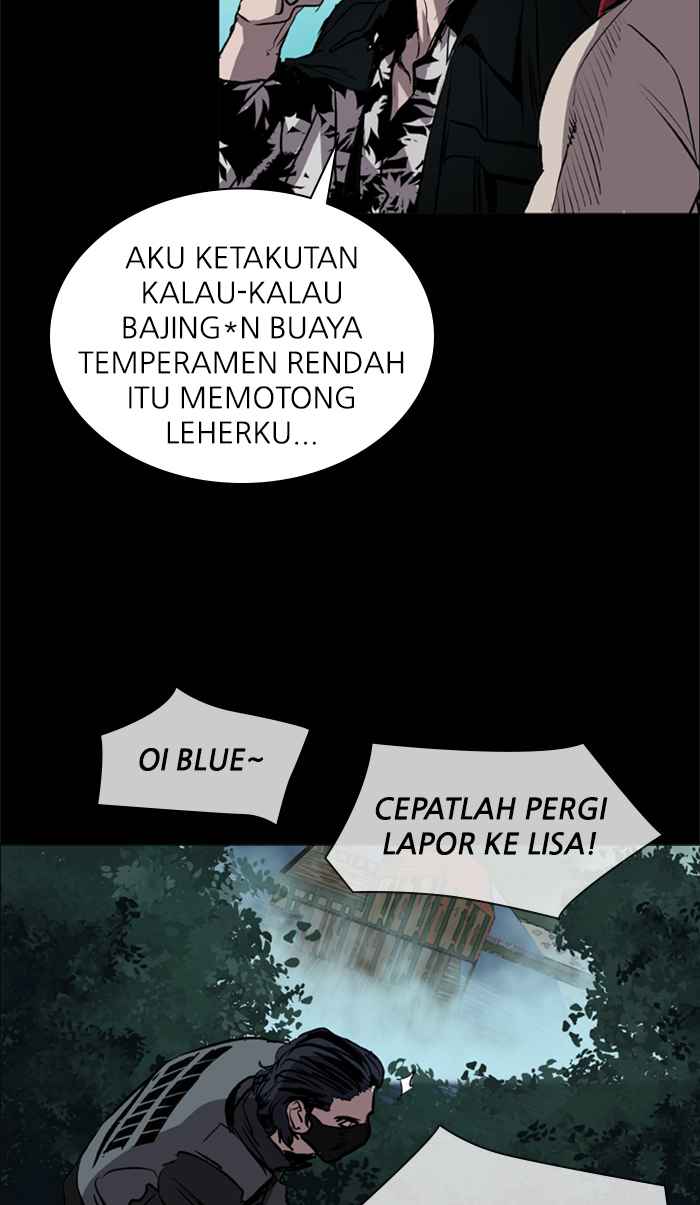 AKU KETAKUTAN
KALAU-KALAU
BAJING*N BUAYA
TEMPERAMEN RENDAH
ITU MEMOTONG
LEHERKU...
OI BLUE~
CEPATLAH PERGI
LAPOR KE LISA!